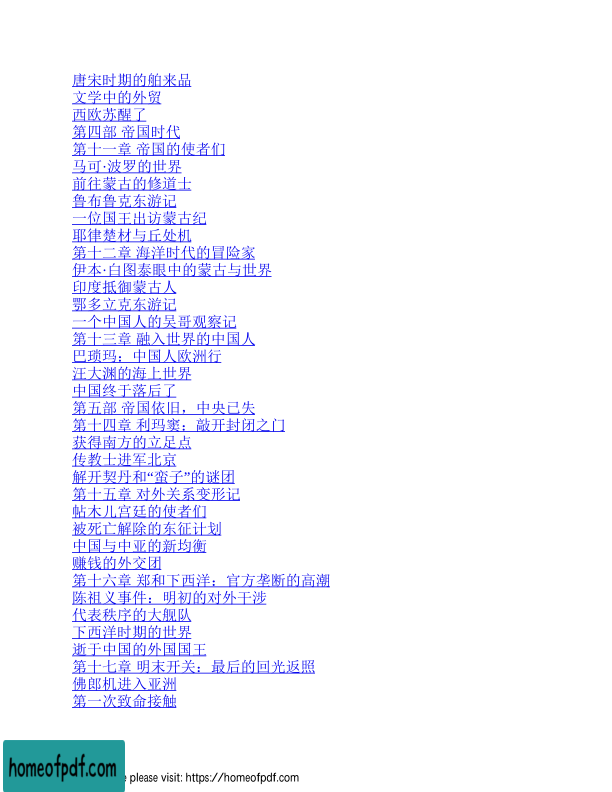 唐宋时期的舶来品
文学中的外贸
西欧苏醒了
第四部 帝国时代
第十一章 帝国的使者们
马可·波罗的世界
前往蒙古的修道士
鲁布鲁克东游记
一位国王出访蒙古纪
耶律楚材与丘处机
第十二章 海洋时代的冒险家
伊本·白图泰眼中的蒙古与世界
印度抵御蒙古人
鄂多立克东游记
一个中国人的吴哥观察记
第十三章 融入世界的中国人
巴琐玛：中国人欧洲行
汪大渊的海上世界
中国终于落后了
第五部 帝国依旧，中央已失
第十四章 利玛窦：敲开封闭之门
获得南方的立足点
传教士进军北京
解开契丹和“蛮子”的谜团
第十五章 对外关系变形记
帖木儿宫廷的使者们
被死亡解除的东征计划
中国与中亚的新均衡
赚钱的外交团
第十六章 郑和下西洋：官方垄断的高潮
陈祖义事件：明初的对外干涉
代表秩序的大舰队
下西洋时期的世界
逝于中国的外国国王
第十七章 明末开关：最后的回光返照
佛郎机进入亚洲
第一次致命接触
homeofpdf.com
e please visit: https://homeofpdf.com